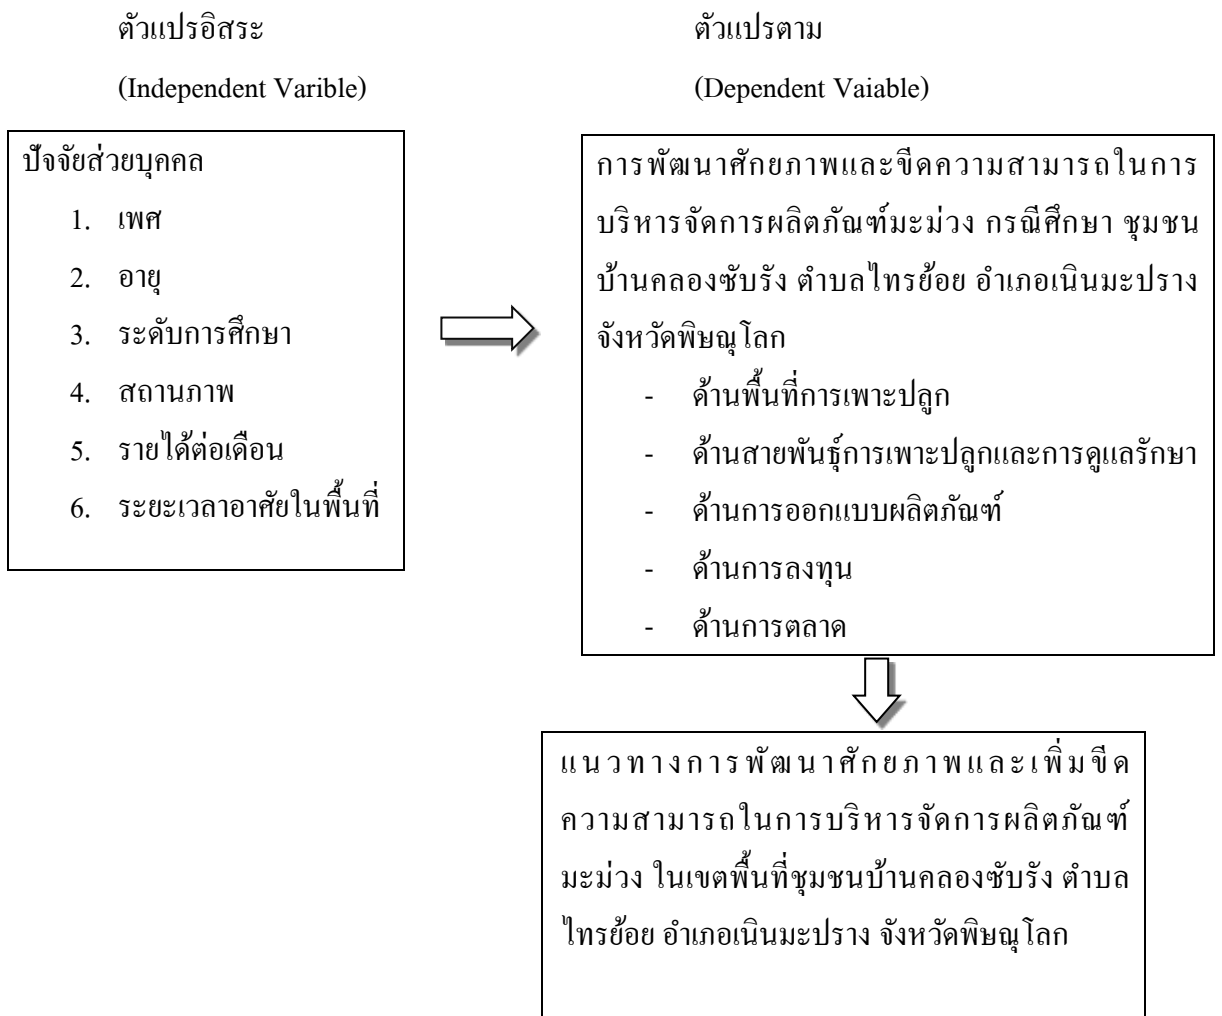 ตัวแปรอิสระ
(Independent Varible)
ปัจจัยส่วยบุคคล
1. เพศ
2. อายุ
3. ระดับการศึกษา
4. สถานภาพ
5. รายได้ต่อเดือน
6. ระยะเวลาอาศัยในพื้นที่
ตัวแปรตาม
(Dependent Vaiable)
การพัฒนาศักยภาพและขีดความสามารถในการ
บริหารจัดการผลิตภัณฑ์มะม่วง กรณีศึกษา ชุมชน
บ้านคลองซับรัง ตำบลไทรย้อย อำเภอเนินมะปราง
จังหวัดพิษณุโลก
- ด้านพื้นที่การเพาะปลูก
- ด้านสายพันธุ์การเพาะปลูกและการดูแลรักษา
- ด้านการออกแบบผลิตภัณฑ์
- ด้านการลงทุน
- ด้านการตลาด
แนวทางการพัฒนาศักยภาพและเพิ่มขีด
ความสามารถในการบริหารจัดการผลิตภัณฑ์
มะม่วง ในเขตพื้นที่ชุมชนบ้านคลองซับรัง ตำบล
ไทรย้อย อำเภอเนินมะปราง จังหวัดพิษณุโลก